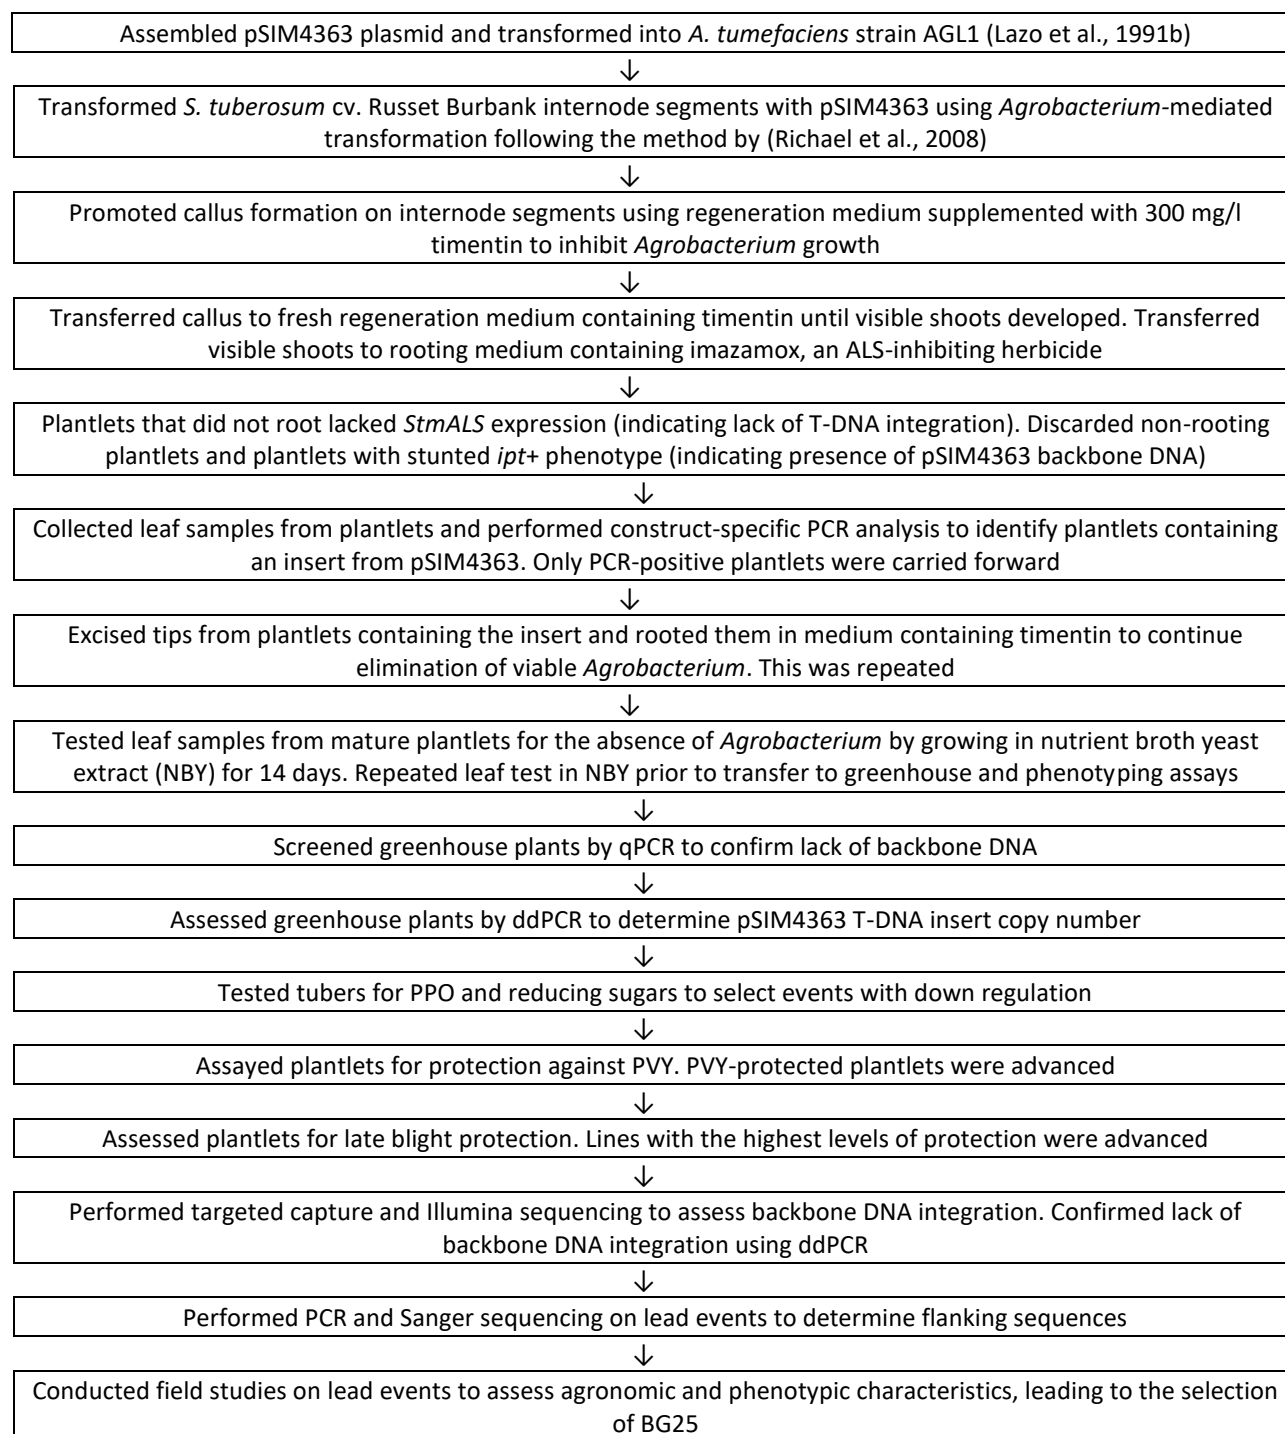 Assembled pSIM4363 plasmid and transformed into A. tumefaciens strain AGL1 (Lazo et al., 1991b)
↓
Transformed S. tuberosum cv. Russet Burbank internode segments with pSIM4363 using Agrobacterium-mediated
transformation following the method by (Richael et al., 2008)
↓
Promoted callus formation on internode segments using regeneration medium supplemented with 300 mg/l
timentin to inhibit Agrobacterium growth
↓
Transferred callus to fresh regeneration medium containing timentin until visible shoots developed. Transferred
visible shoots to rooting medium containing imazamox, an ALS-inhibiting herbicide
↓
Plantlets that did not root lacked StmALS expression (indicating lack of T-DNA integration). Discarded non-rooting
plantlets and plantlets with stunted ipt+ phenotype (indicating presence of pSIM4363 backbone DNA)
↓
Collected leaf samples from plantlets and performed construct-specific PCR analysis to identify plantlets containing
an insert from pSIM4363. Only PCR-positive plantlets were carried forward
↓
Excised tips from plantlets containing the insert and rooted them in medium containing timentin to continue
elimination of viable Agrobacterium. This was repeated
↓
Tested leaf samples from mature plantlets for the absence of Agrobacterium by growing in nutrient broth yeast
extract (NBY) for 14 days. Repeated leaf test in NBY prior to transfer to greenhouse and phenotyping assays
↓
Screened greenhouse plants by qPCR to confirm lack of backbone DNA
↓
Assessed greenhouse plants by ddPCR to determine pSIM4363 T-DNA insert copy number
↓
Tested tubers for PPO and reducing sugars to select events with down regulation
↓
Assayed plantlets for protection against PVY. PVY-protected plantlets were advanced
↓
Assessed plantlets for late blight protection. Lines with the highest levels of protection were advanced
↓
Performed targeted capture and Illumina sequencing to assess backbone DNA integration. Confirmed lack of
backbone DNA integration using ddPCR
↓
Performed PCR and Sanger sequencing on lead events to determine flanking sequences
↓
Conducted field studies on lead events to assess agronomic and phenotypic characteristics, leading to the selection
of BG25